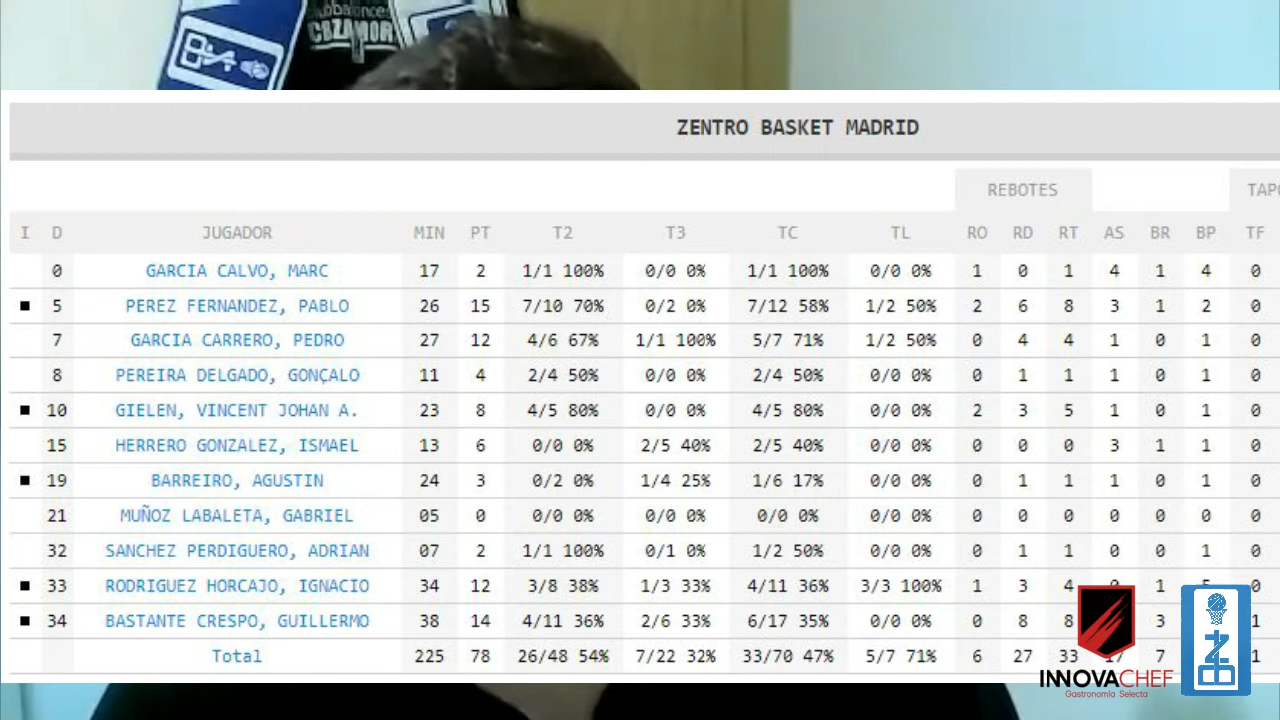 CBZAMOR
ZENTRO BASKET MADRID
REBOTES
I D JUGADOR MIN PT T2 T3 TC TL RO RD RT AS BR BP TF
0 GARCIA CALVO, MARC 17 2 1/1 100% 0/0 0% 1/1 100% 0/0 0% 1 0 1 4 1 4 0
5 PEREZ FERNANDEZ, PABLO 26 15 7/10 70% 0/2 0% 7/12 58% 1/2 50% 2 6 8 3 1 2 0
7 GARCIA CARRERO, PEDRO 27 12 4/6 67% 1/1 100% 5/7 71% 1/2 50% 0 4 4 1 0 1 0
8 PEREIRA DELGADO, GONÇALO 11 4 2/4 50% 0/0 0% 2/4 50% 0/0 0% 0 1 1 1 0 1 0
10 GIELEN, VINCENT JOHAN A. 23 8 4/5 80% 0/0 0% 4/5 80% 0/0 0% 2 3 5 1 0 1 0
15 HERRERO GONZALEZ, ISMAEL 13 6 0/0 0% 2/5 40% 2/5 40% 0/0 0% 0 0 0 3 1 1 0
19 BARREIRO, AGUSTIN 24 3 0/2 0% 1/4 25% 1/6 17% 0/0 0% 0 1 1 1 0 1 0
21 MUÑOZ LABALETA, GABRIEL 05 0 0/0 0% 0/0 0% 0/0 0% 0/0 0% 0 0 0 0 0 0 0
32 SANCHEZ PERDIGUERO, ADRIAN 07 2 1/1 100% 0/1 0% 1/2 50% 0/0 0% 0 1 1 0 0 1 0
33 RODRIGUEZ HORCAJO, IGNACIO 34 12 3/8 38% 1/3 33% 4/11 36% 3/3 100% 1 3 4 1 0
34 BASTANTE CRESPO, GUILLERMO 38 14 4/11 36% 2/6 33% 6/17 35% 0/0 0% 0 8 8 3 1
Total 225 78 26/48 54% 7/22 32% 33/70 47% 5/7 71% 6 27 33 7 1
INNOVACHEF
Gastronomía Selecta